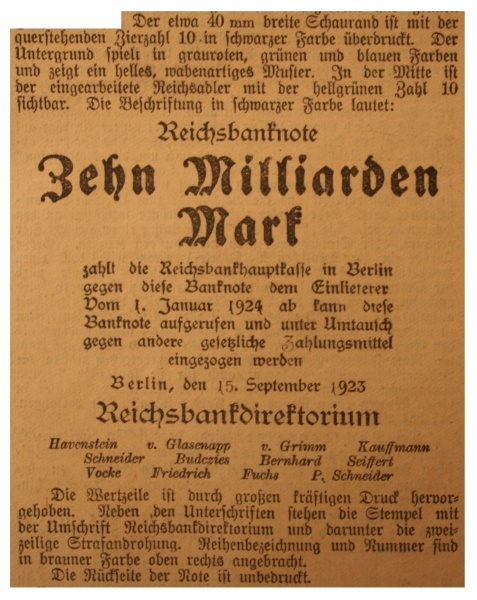 Der etwa 40 mm breite Schaurand ist mit der
querstehenden Zierzahl 10 in schwarzer Farbe überdruckt. Der
Untergrund spielt in grauroten, grünen und blauen Farben
und zeigt ein helles, wabenartiges Muster. In der Mitte ist
der eingearbeitete Reichsadler mit der hellgrünen Zahl 10
sichtbar. Die Beschriftung in schwarzer Farbe lautet:
Reichsbanknote
Zehn Milliarden
Mark
zahlt die Reichsbankhauptkasse in Berlin
gegen diese Banknote dem Einlieferer
Vom 1. Januar 1924 ab kann diese
Banknote aufgerufen und unter Umtausch
gegen andere gesetzliche Zahlungsmittel
eingezogen werden
Berlin, den 15. September 1923
Reichsbankdirektorium
Havenstein v. Glasenapp v. Grimm Kauffmann
Schneider Budczies Bernhard Seiffert
Vocke Friedrich Fuchs P. Schneider
Die Wertzeile ist durch großen kräftigen Druck hervor-
gehoben. Neben den Unterschriften stehen die Stempel mit
der Umschrift Reichsbankdirektorium und darunter die zwei-
zeilige Strafandrohung. Reihenbezeichnung und Nummer sind
in brauner Farbe oben rechts angebracht.
Die Rückseite der Note ist unbedruckt.